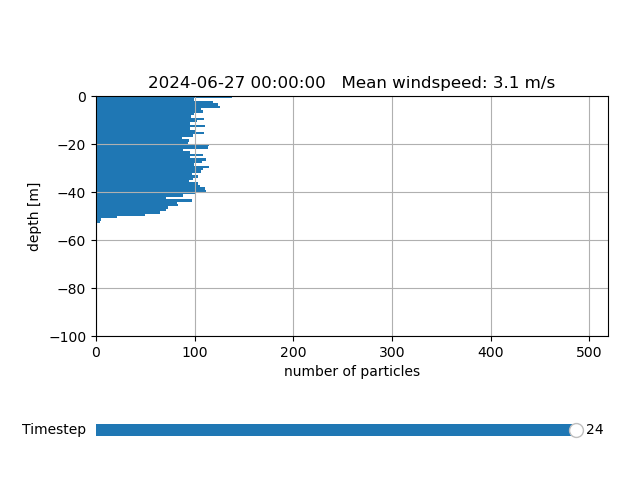 2024-06-27 00:00:00   Mean windspeed: 3.1 m/s
0
−20
−40
−60
−80
−100
depth [m]
0 100 200 300 400 500
number of particles
Timestep 24